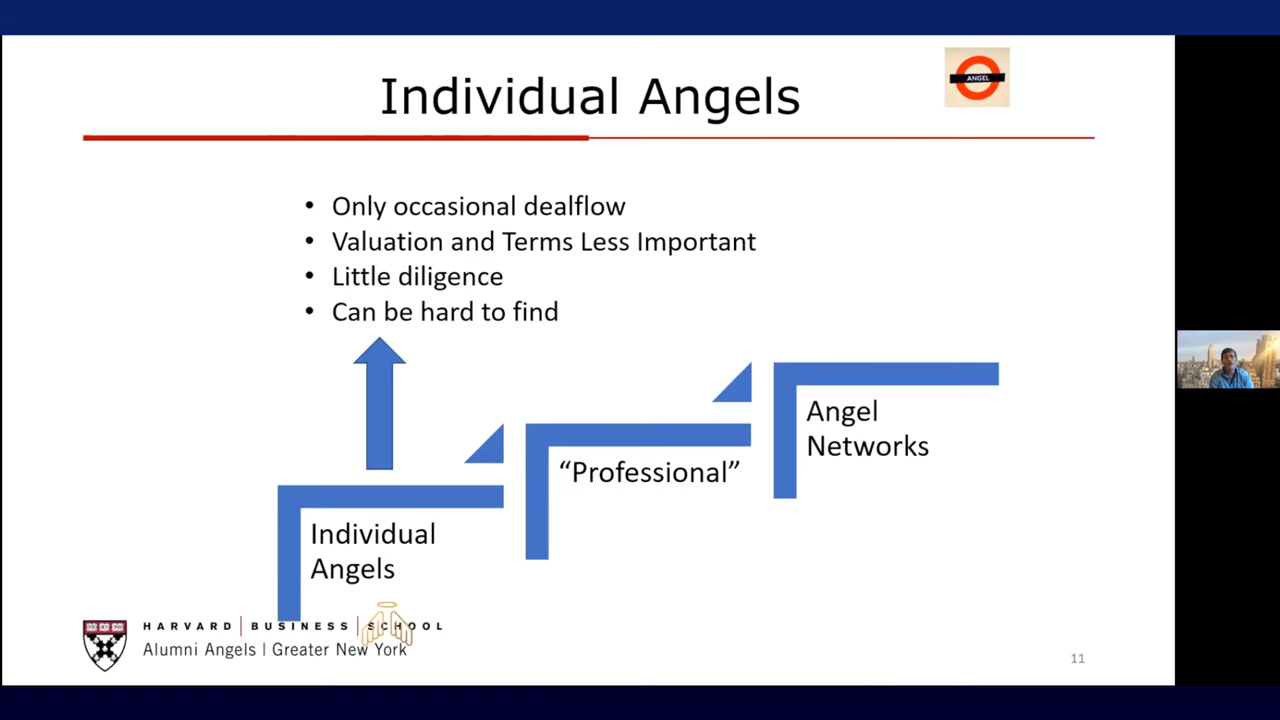 Individual Angels
ANGEL
• Only occasional dealflow
• Valuation and Terms Less Important
• Little diligence
• Can be hard to find
Individual
Angels
“Professional”
Angel
Networks
HARVARD | BUSINESS | SCHOOL
Alumni Angels | Greater New York
11